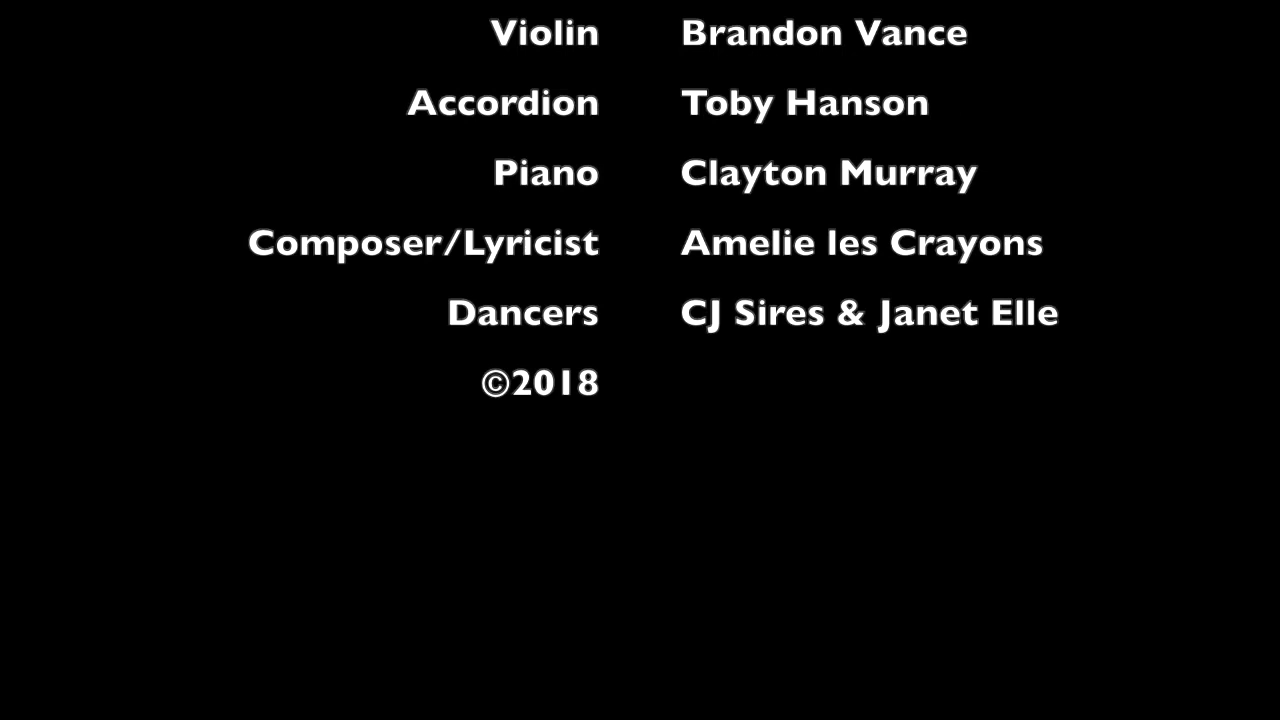 Violin Brandon Vance
Accordion Toby Hanson
Piano Clayton Murray
Composer/Lyricist Amelie les Crayons
Dancers CJ Sires & Janet Elle
©2018